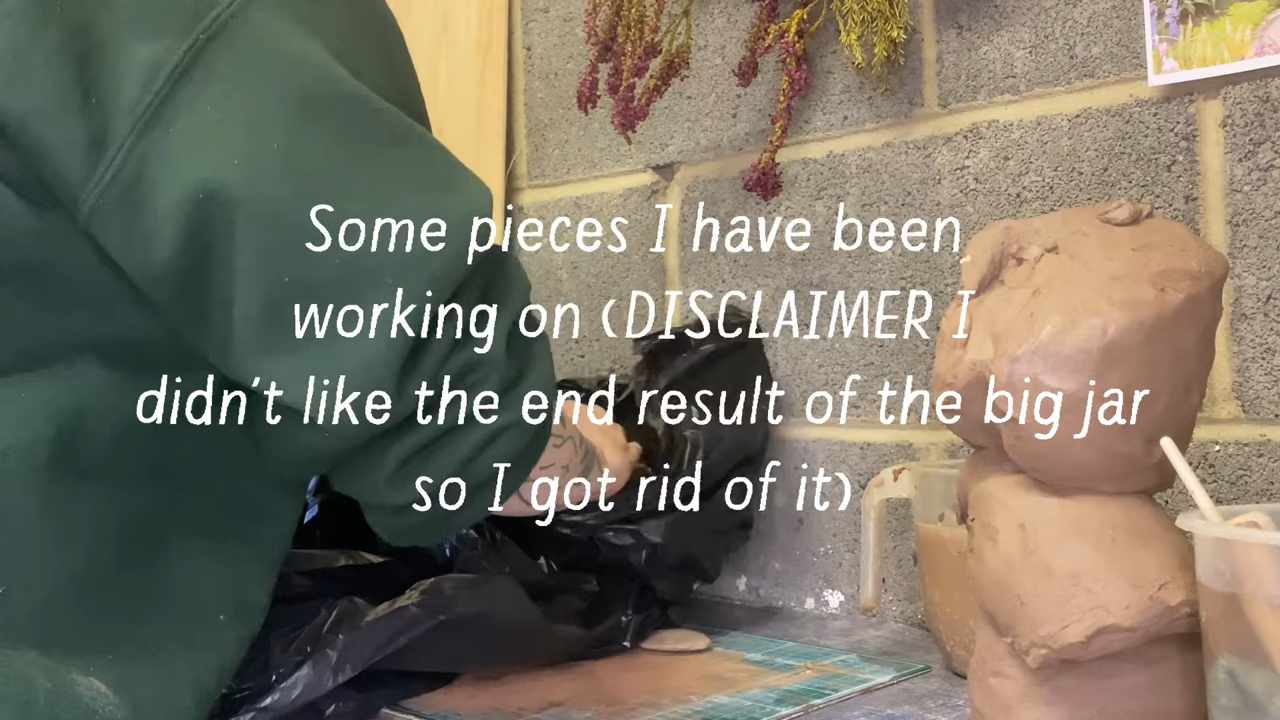 Some pieces I have been
working on (DISCLAIMER I
didn't like the end result of the big jar
so I got rid of it)